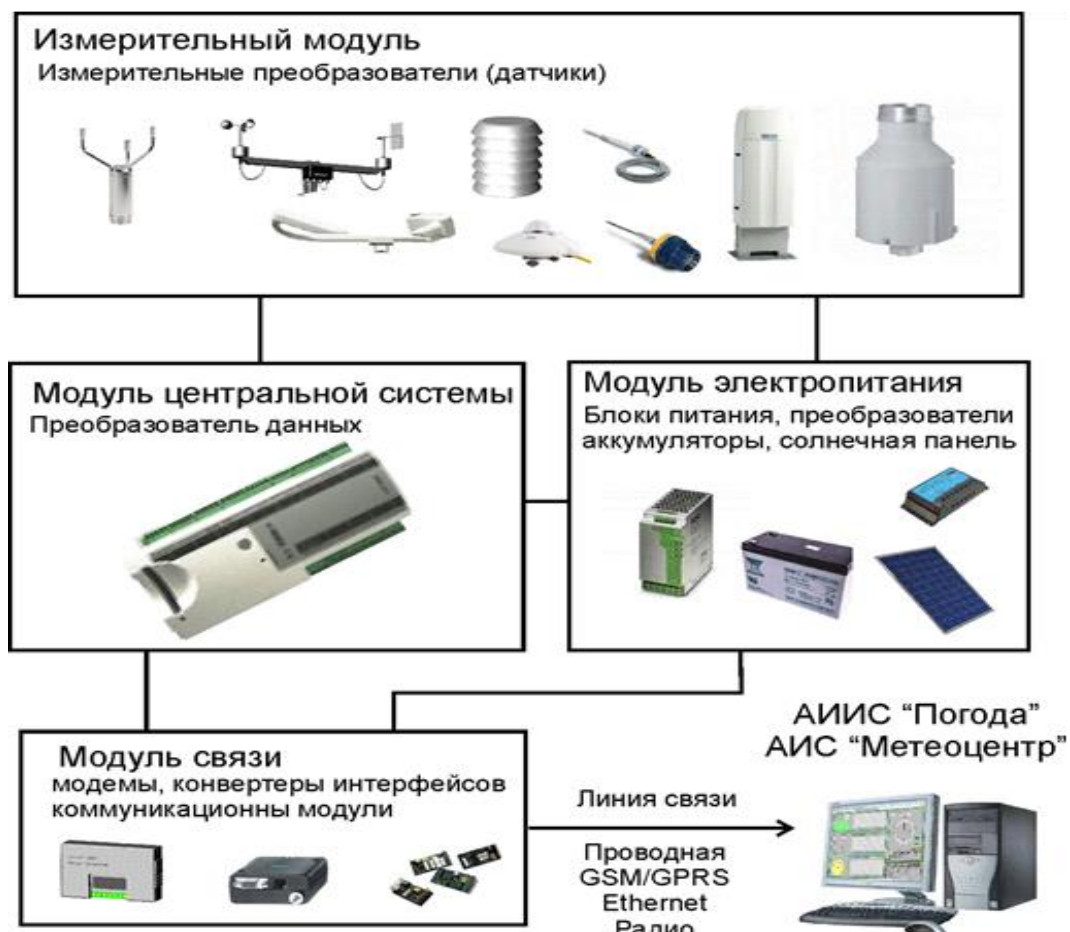 Измерительный модуль
Измерительные преобразователи (датчики)
Модуль центральной системы
Преобразователь данных
Модуль электропитания
Блоки питания, преобразователи
аккумуляторы, солнечная панель
Модуль связи
модемы, конвертеры интерфейсов
коммуникационны модули
АИИС “Погода”
АИС “Метеоцентр”
Линия связи
Проводная
GSM/GPRS
Ethernet
Радио